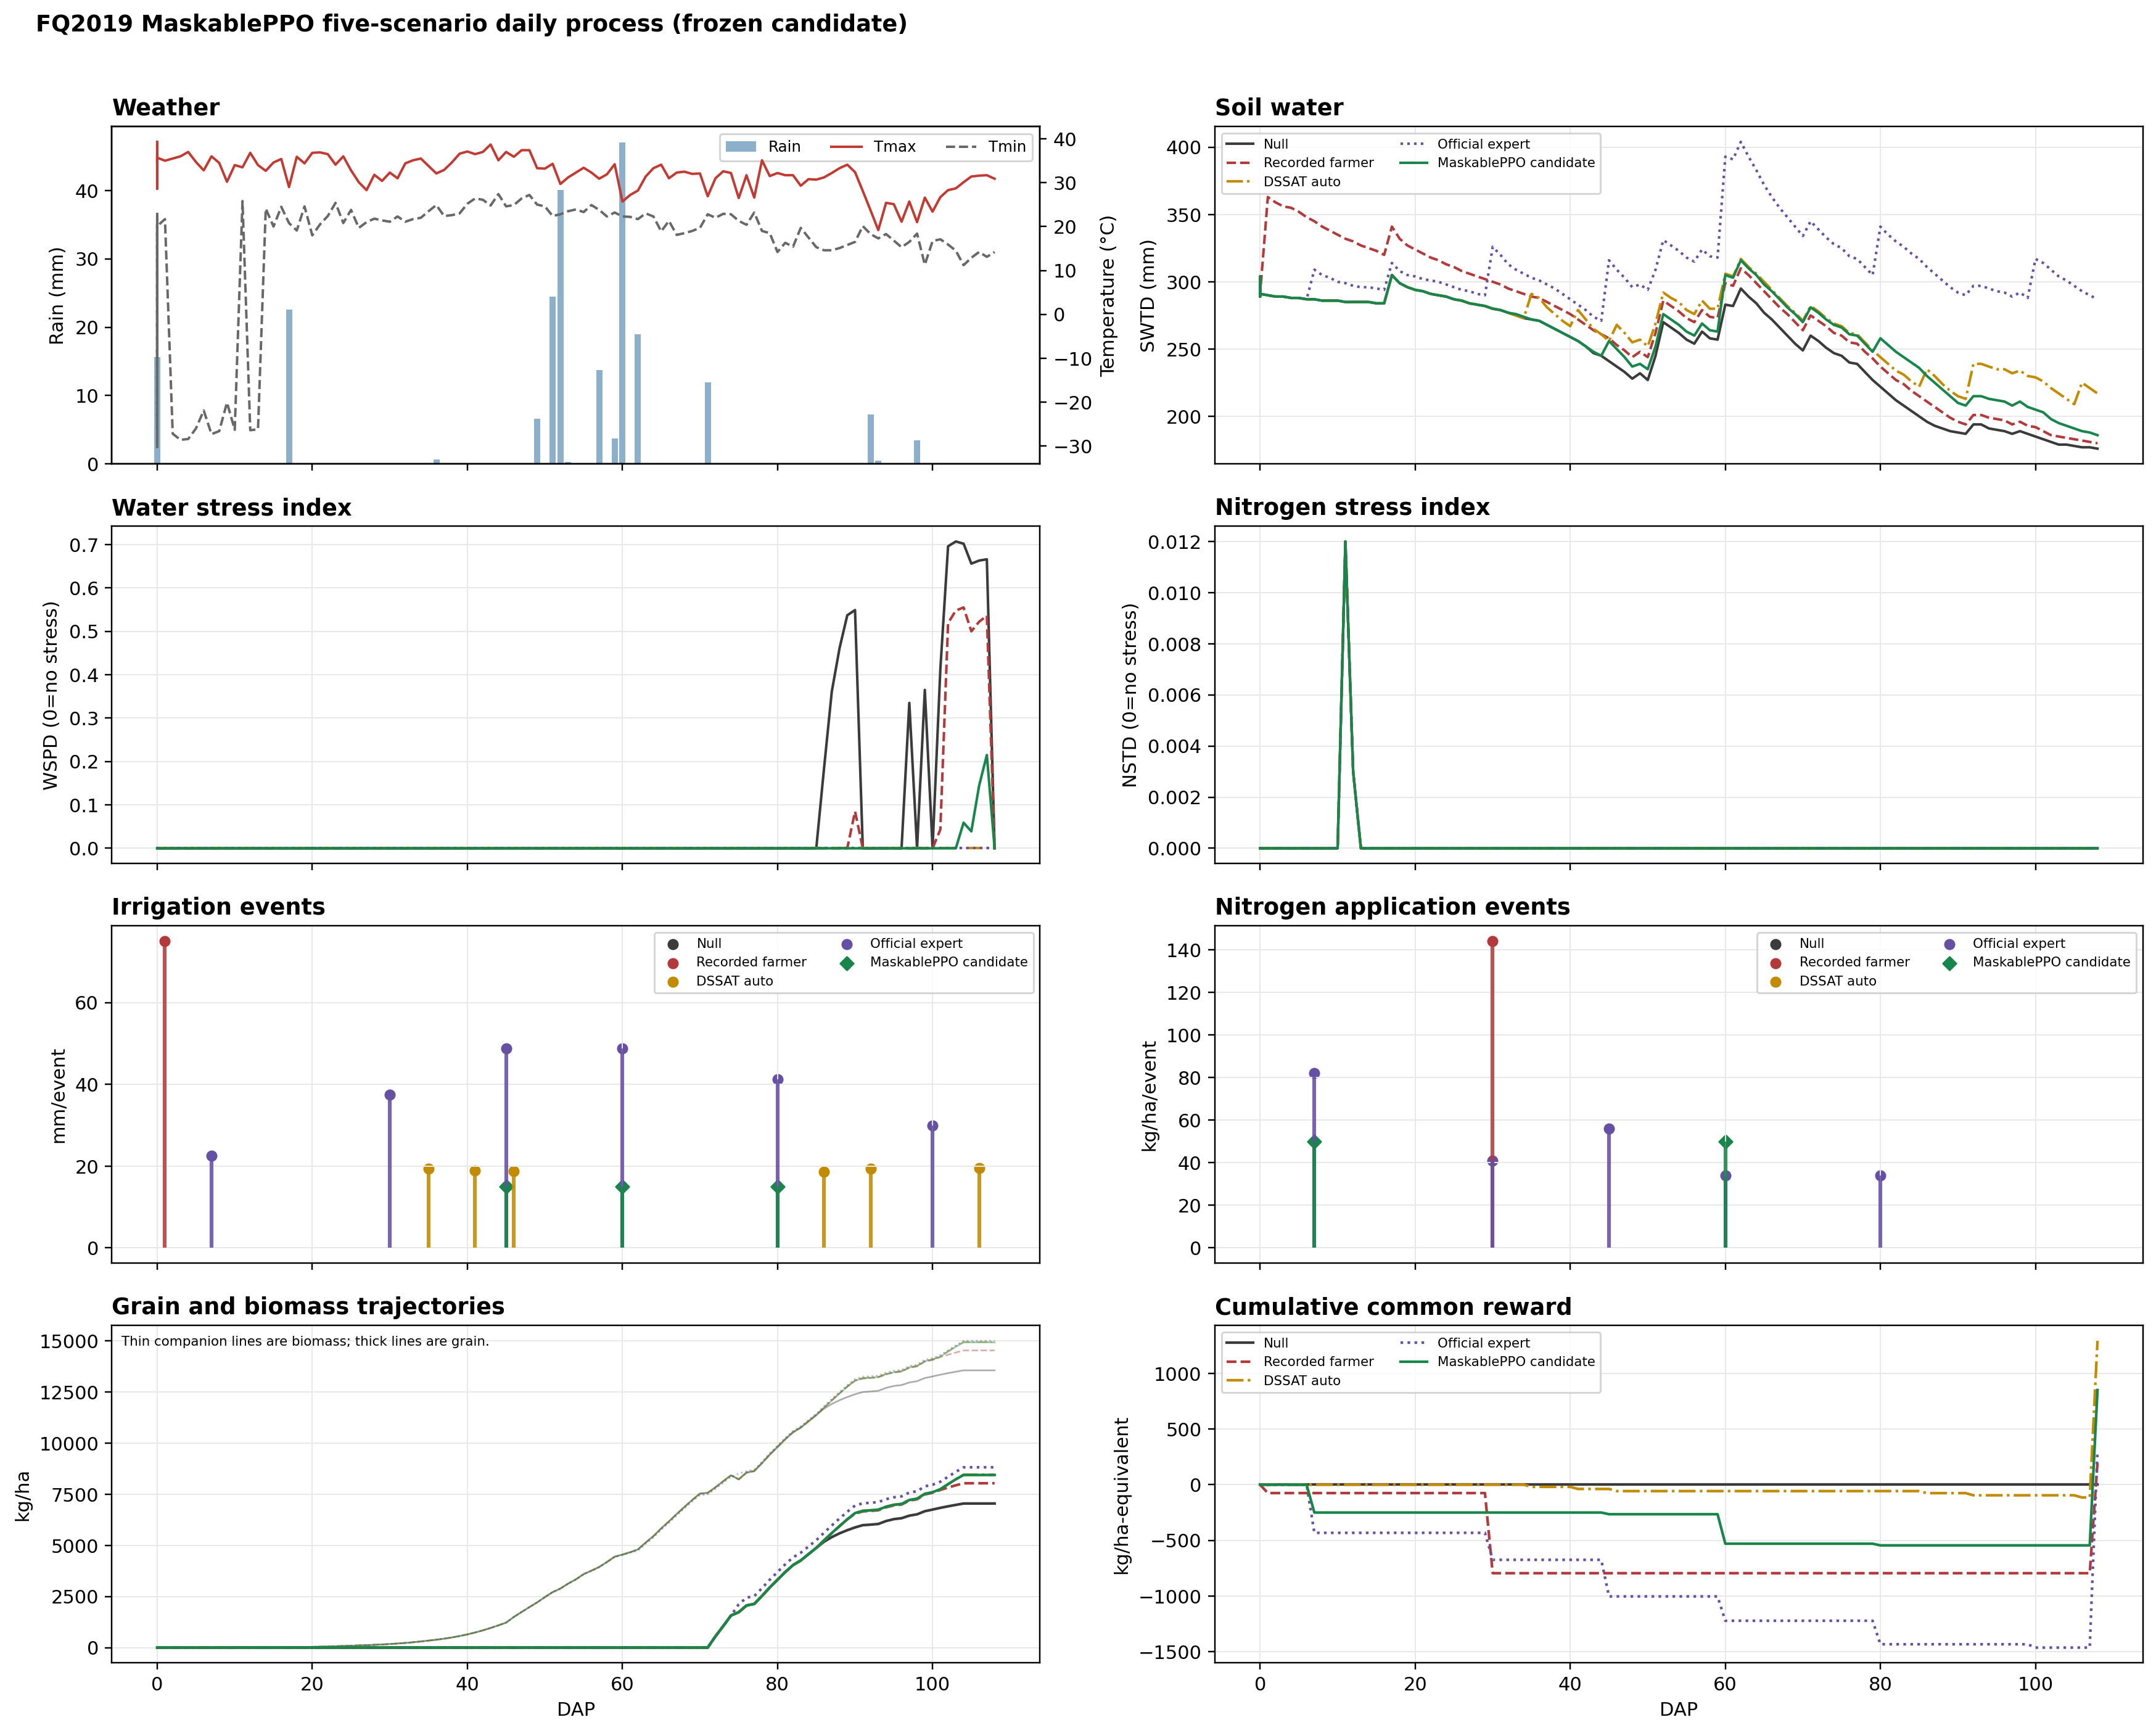 FQ2019 MaskablePPO five-scenario daily process (frozen candidate)
Weather
Rain (mm)
0
10
20
30
40
Rain
Tmax
Tmin
40
30
20
10
0
−10
−20
−30
Temperature (°C)
Soil water
SWTD (mm)
400
350
300
250
200
Null
Recorded farmer
DSSAT auto
Official expert
MaskablePPO candidate
Water stress index
WSPD (0=no stress)
0.7
0.6
0.5
0.4
0.3
0.2
0.1
0.0
Nitrogen stress index
NSTD (0=no stress)
0.012
0.010
0.008
0.006
0.004
0.002
0.000
Irrigation events
mm/event
60
40
20
0
Null
Recorded farmer
DSSAT auto
Official expert
MaskablePPO candidate
Nitrogen application events
kg/ha/event
140
120
100
80
60
40
20
0
Null
Recorded farmer
DSSAT auto
Official expert
MaskablePPO candidate
Grain and biomass trajectories
Thin companion lines are biomass; thick lines are grain.
kg/ha
15000
12500
10000
7500
5000
2500
0
0 20 40 60 80 100
DAP
Cumulative common reward
kg/ha-equivalent
1000
500
0
−500
−1000
−1500
Null
Recorded farmer
DSSAT auto
Official expert
MaskablePPO candidate
0 20 40 60 80 100
DAP